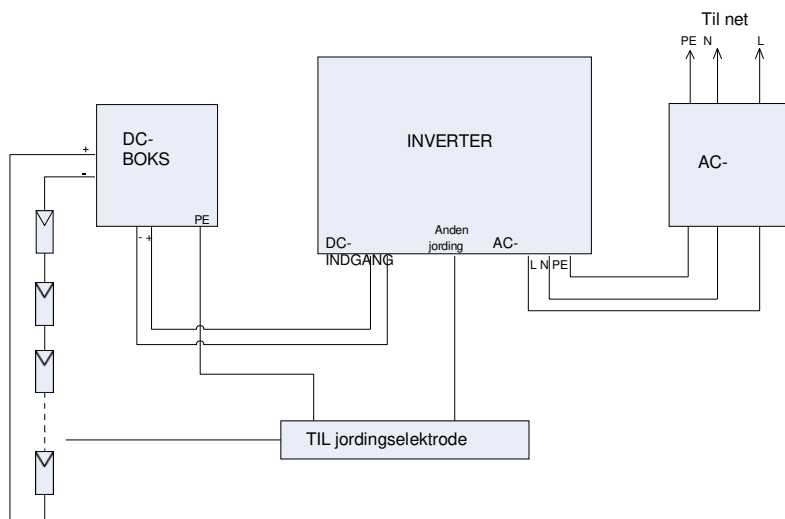 Til net
PE N L
DC-
BOKS
+
-
PE
- +
INVERTER
DC-
INDGANG
Anden
jording
AC-
L N PE
AC-
TIL jordingselektrode